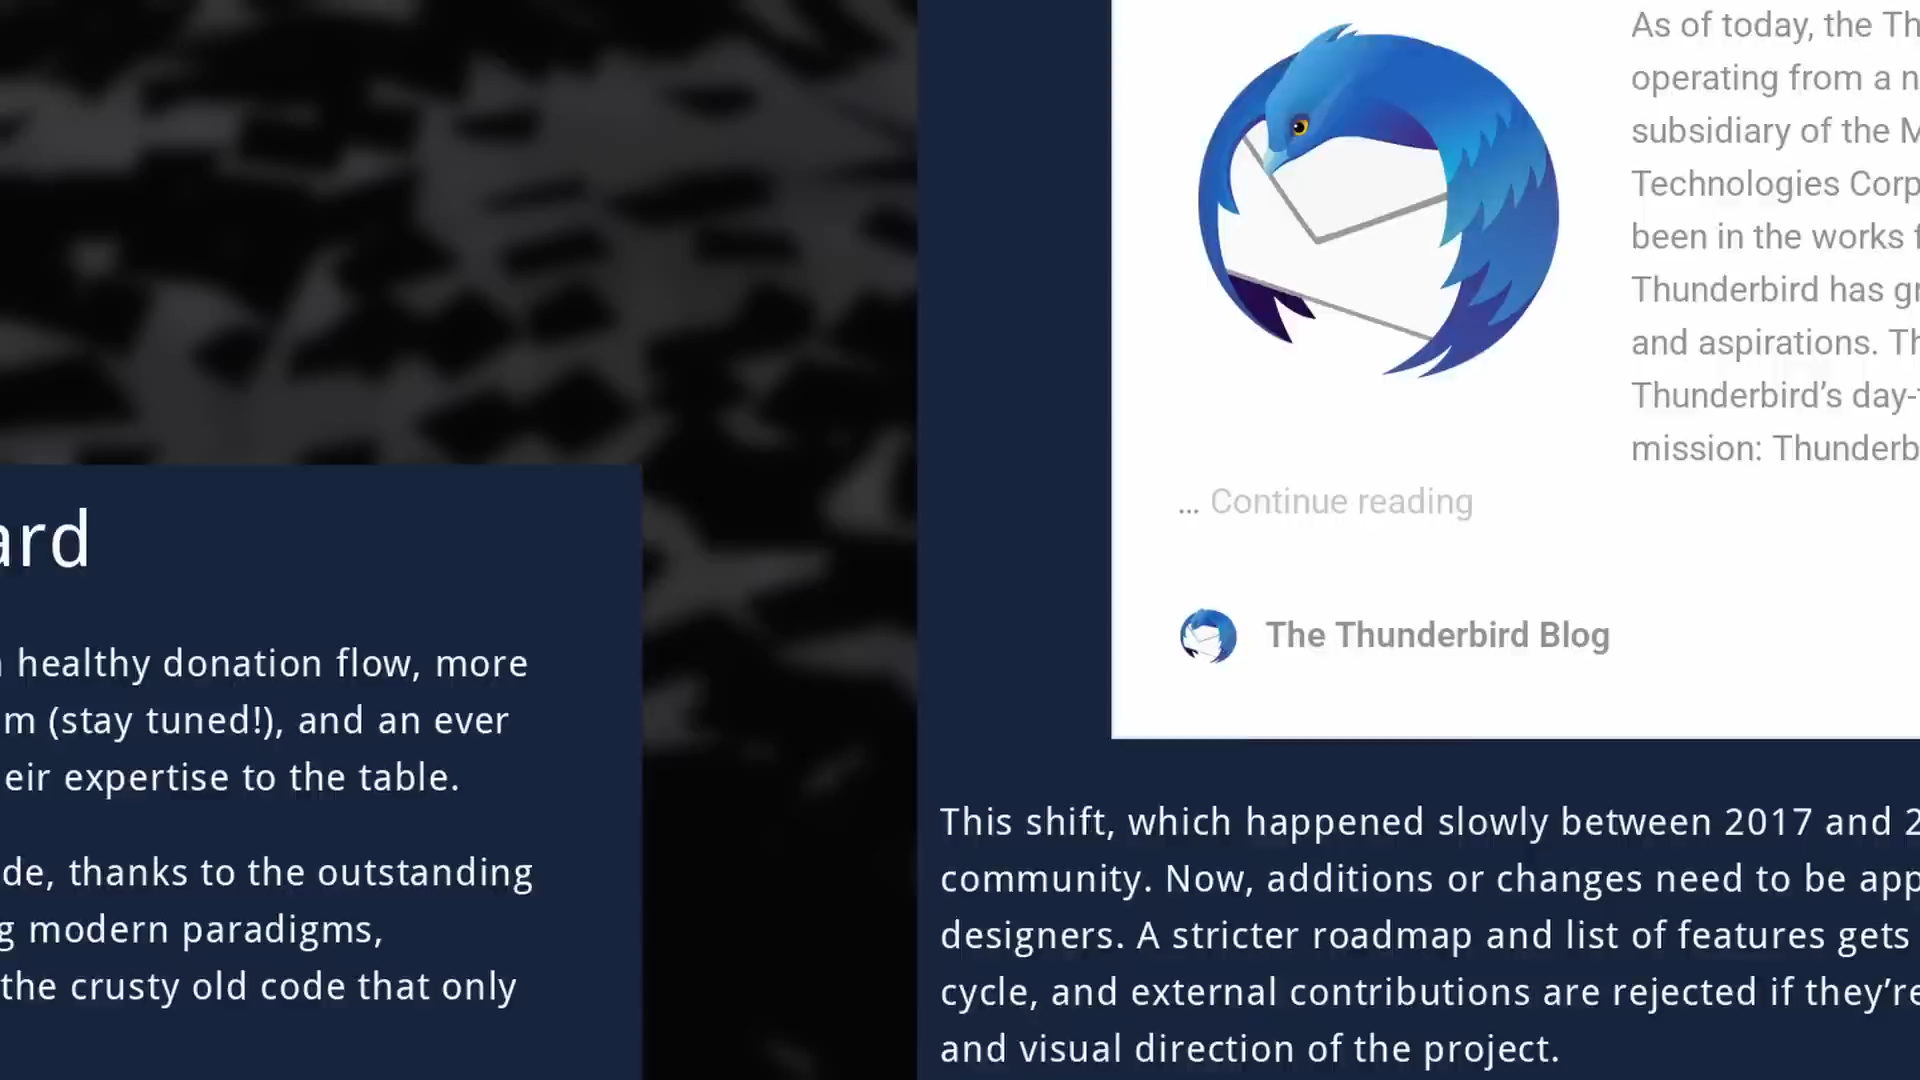 ard
healthy donation flow, more
m (stay tuned!), and an ever
eir expertise to the table.
de, thanks to the outstanding
g modern paradigms,
the crusty old code that only
As of today, the Th
operating from a n
subsidiary of the M
Technologies Corp
been in the works f
Thunderbird has gr
and aspirations. Th
Thunderbird’s day-t
mission: Thunderb
... Continue reading
The Thunderbird Blog
This shift, which happened slowly between 2017 and 2
community. Now, additions or changes need to be app
designers. A stricter roadmap and list of features gets
cycle, and external contributions are rejected if they’re
and visual direction of the project.